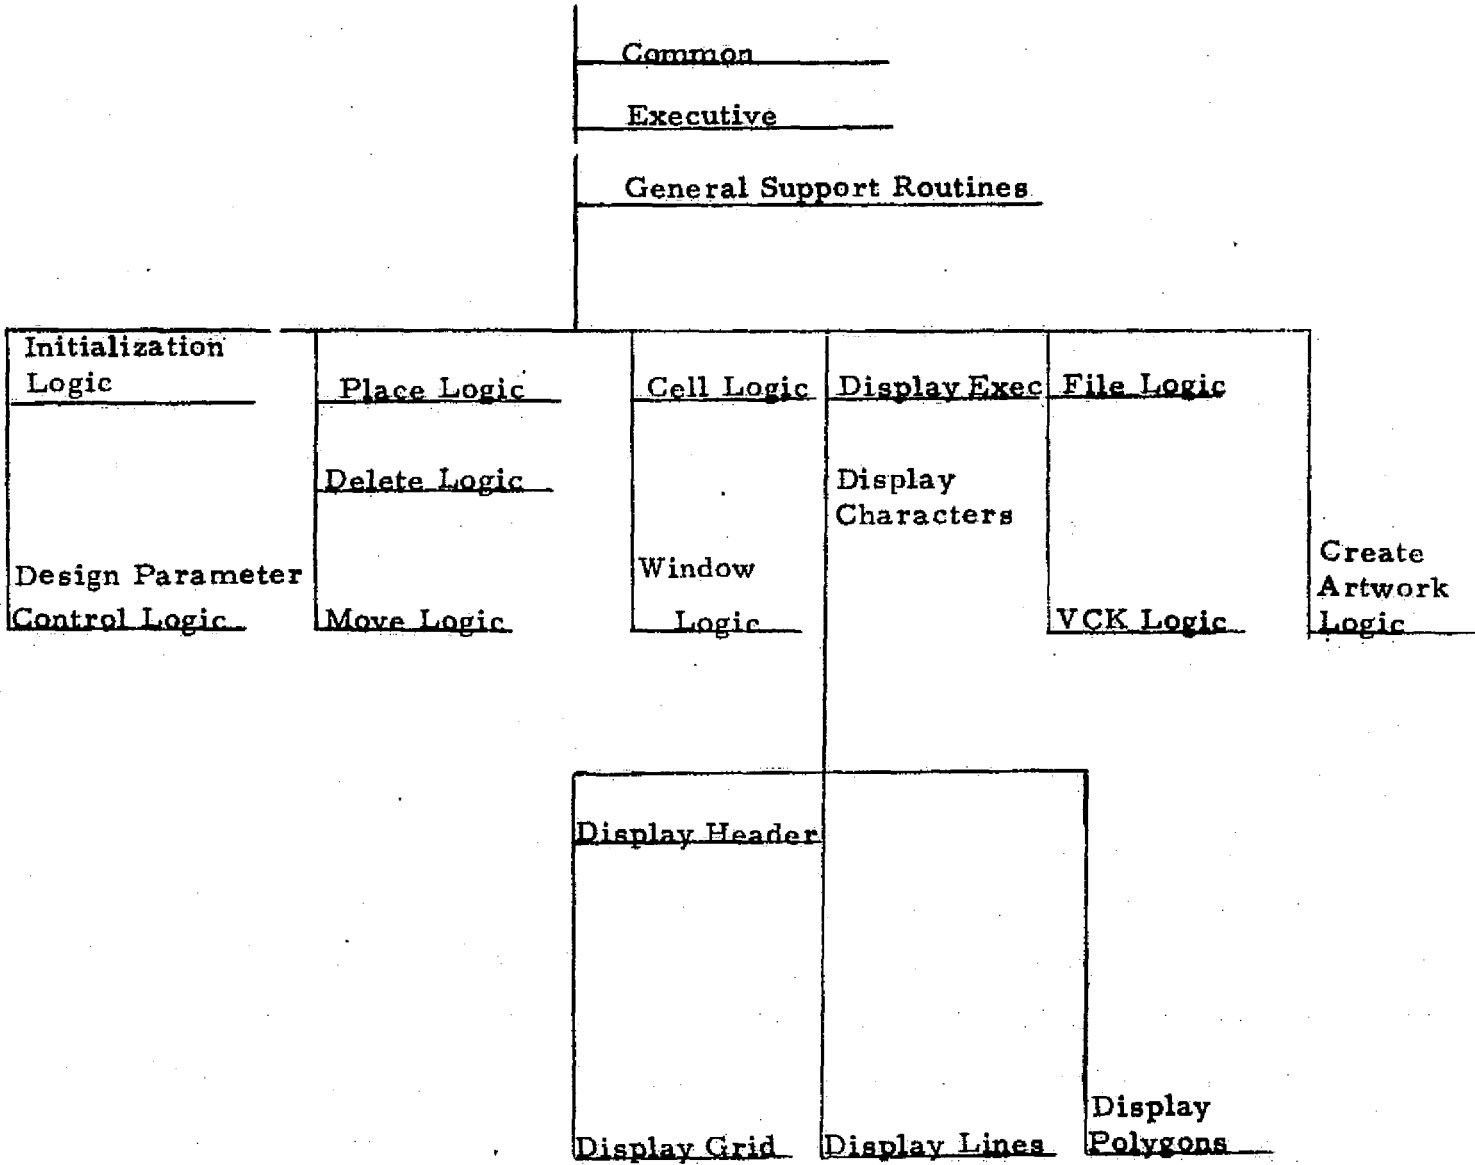 Common
Executive
General Support Routines
Initialization
Logic
Design Parameter
Control Logic
Place Logic
Delete Logic
Move Logic
Cell Logic
Window
Logic
Display Exec
Display
Characters
File Logic
VCK Logic
Create
Artwork
Logic
Display Header
Display Grid
Display Lines
Display
Polygons